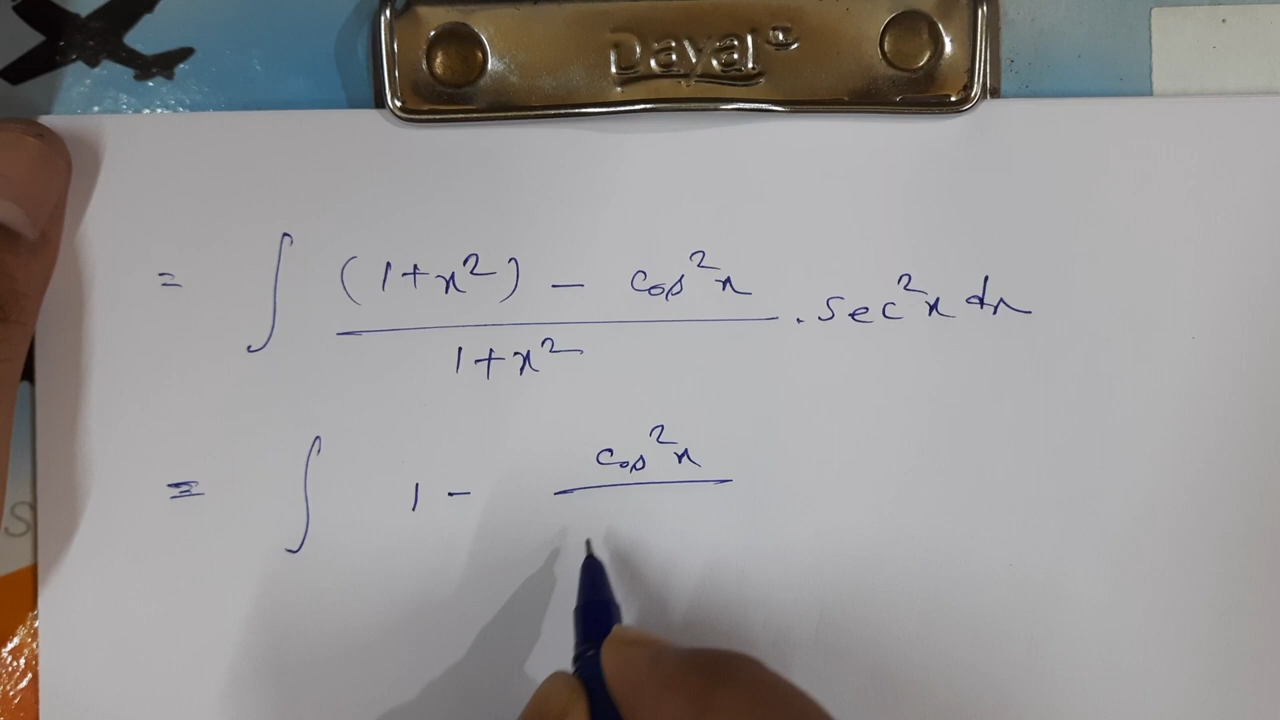 Dayal
= ∫ (1+x²) - cos²x / 1+x² . sec²x dx
= ∫ 1 - cos²x
S